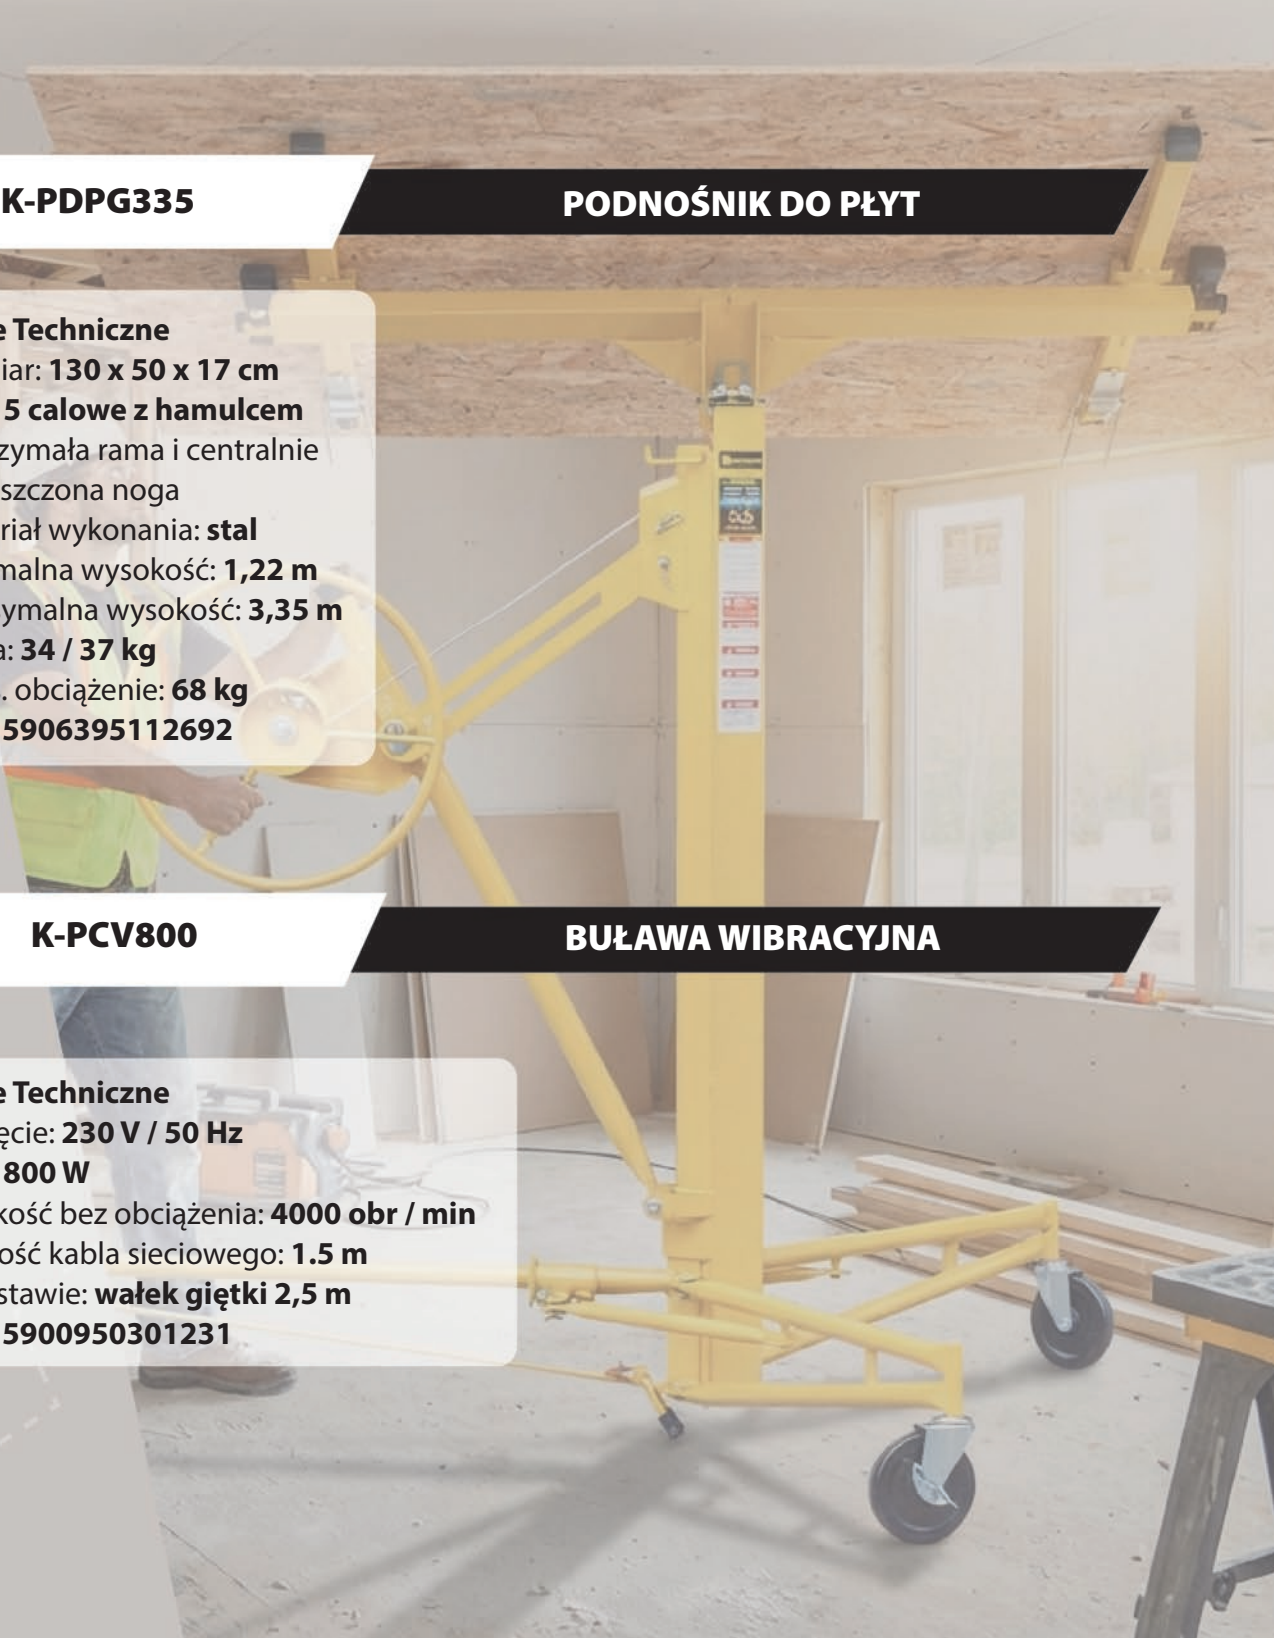 K-PDPG335
PODNOŚNIK DO PŁYT
e Techniczne
iar: 130 x 50 x 17 cm
5 calowe z hamulcem
zymała rama i centralnie
szczona noga
riał wykonania: stal
malna wysokość: 1,22 m
symalna wysokość: 3,35 m
a: 34 / 37 kg
. obciążenie: 68 kg
5906395112692
K-PCV800
BUŁAWA WIBRACYJNA
e Techniczne
ęcie: 230 V / 50 Hz
800 W
kość bez obciążenia: 4000 obr / min
ość kabla sieciowego: 1.5 m
stawie: wałek giętki 2,5 m
5900950301231